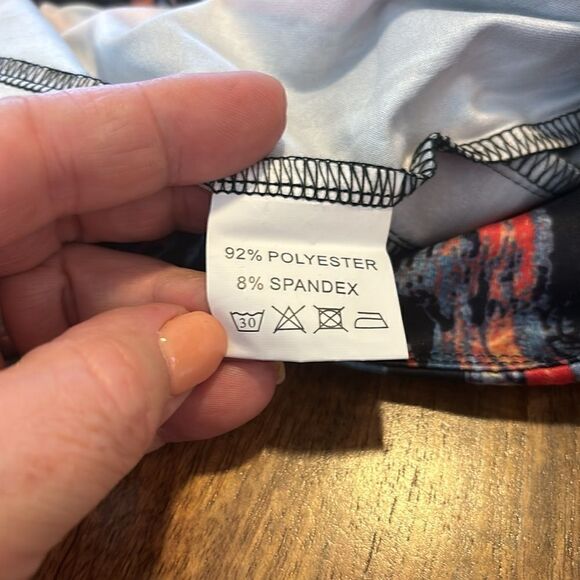 92% POLYESTER
8% SPANDEX
30